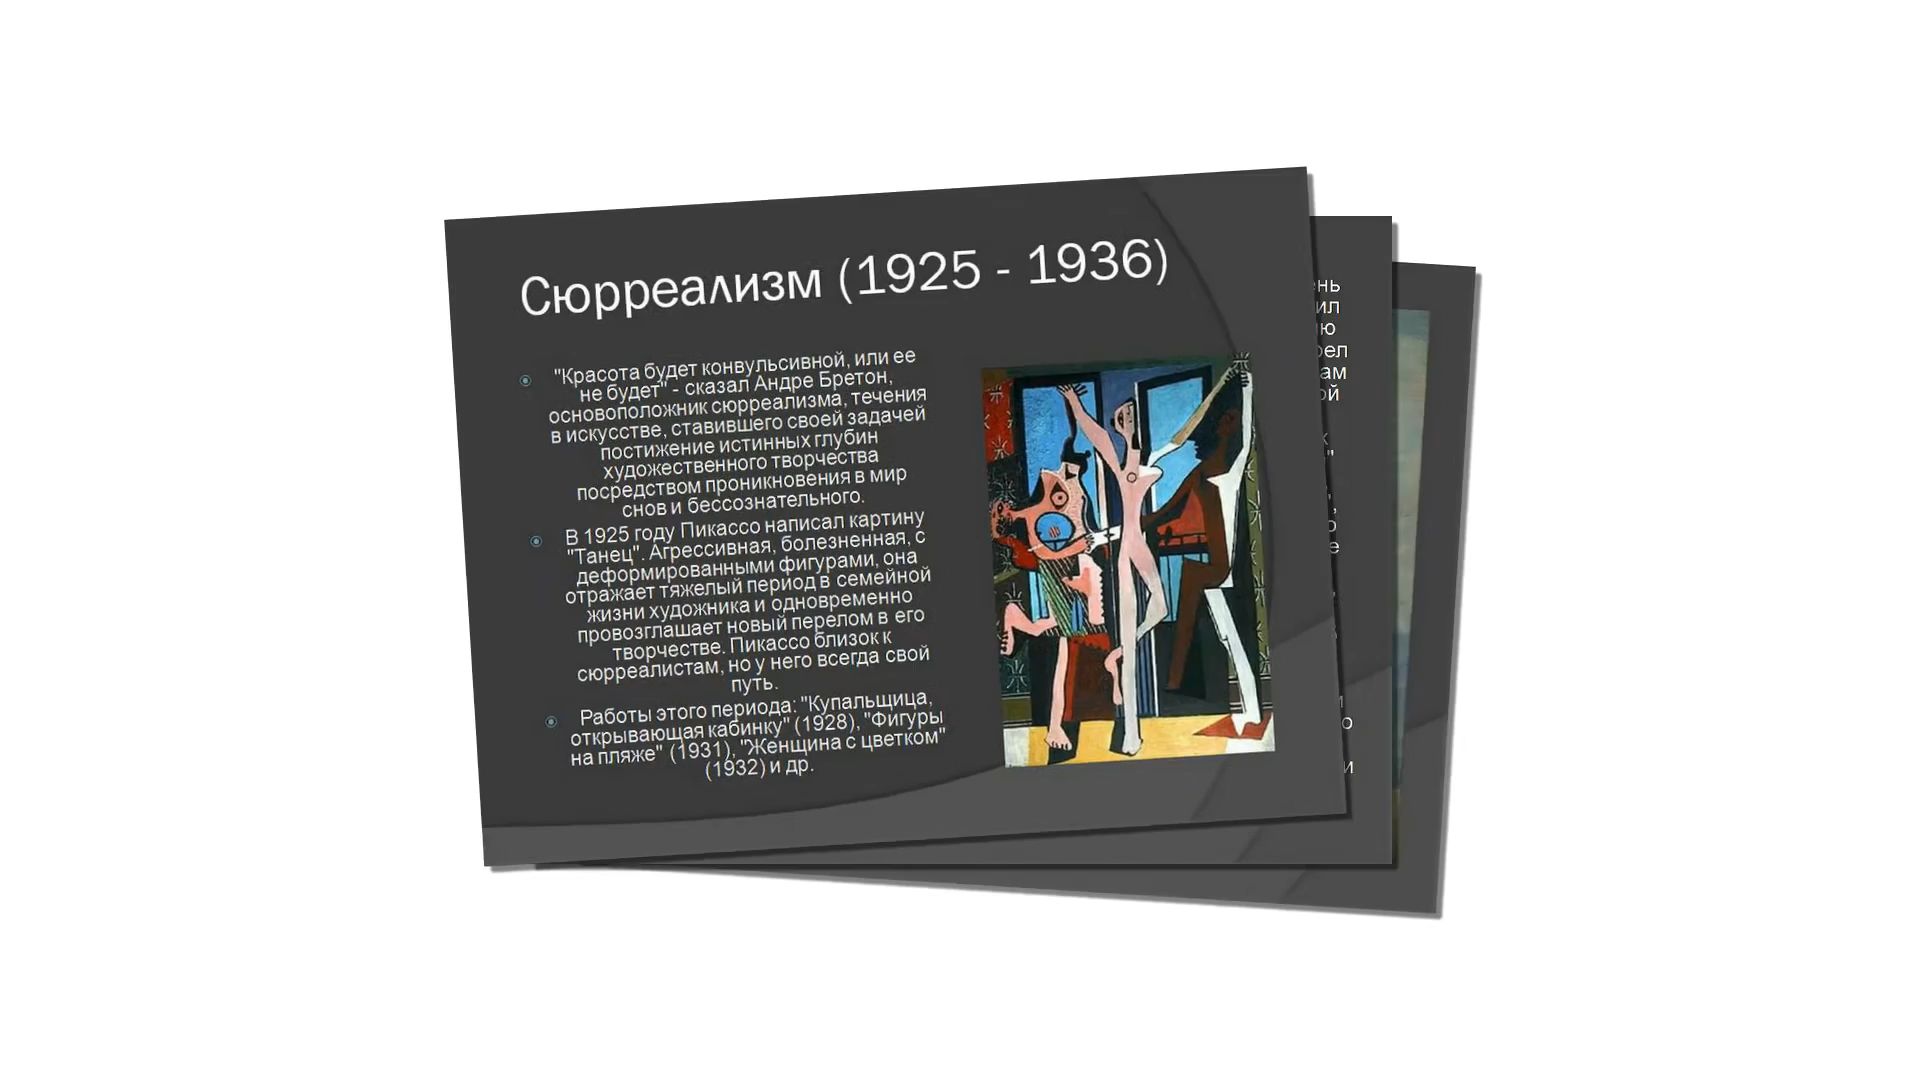 Сюрреализм (1925 - 1936)
"Красота будет конвульсивной, или ее
не будет" - сказал Андре Бретон,
основоположник сюрреализма, течения
в искусстве, ставившего своей задачей
постижение истинных глубин
художественного творчества
посредством проникновения в мир
снов и бессознательного.
В 1925 году Пикассо написал картину
"Танец". Агрессивная, болезненная, с
деформированными фигурами, она
отражает тяжелый период в семейной
жизни художника и одновременно
провозглашает новый перелом в его
творчестве. Пикассо близок к
сюрреалистам, но у него всегда свой
путь.
Работы этого периода: "Купальщица,
открывающая кабинку" (1928), "Фигуры
на пляже" (1931), "Женщина с цветком"
(1932) и др.